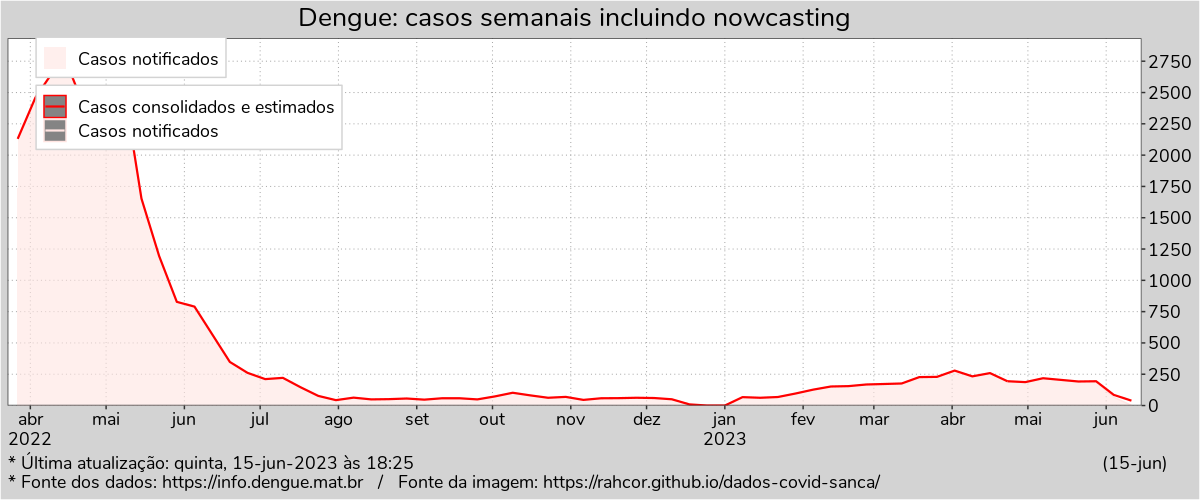 Dengue: casos semanais incluindo nowcasting
Casos notificados
Casos consolidados e estimados
Casos notificados
2750
2500
2250
2000
1750
1500
1250
1000
750
500
250
0
abr mai jun jul ago set out nov dez jan fev mar abr mai jun
2022 2023
* Última atualização: quinta, 15-jun-2023 às 18:25 (15-jun)
* Fonte dos dados: https://info.dengue.mat.br / Fonte da imagem: https://rahcor.github.io/dados-covid-sanca/